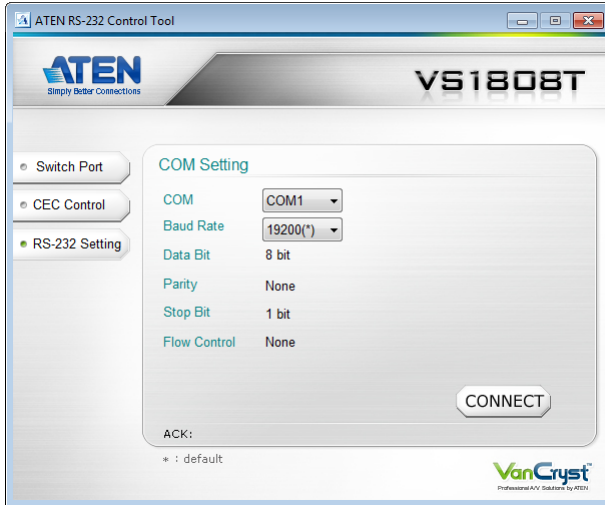 ATEN RS-232 Control Tool
ATEN
Simply Better Connections
VS1808T
Switch Port
CEC Control
RS-232 Setting
COM Setting
COM COM1
Baud Rate 19200(*)
Data Bit 8 bit
Parity None
Stop Bit 1 bit
Flow Control None
CONNECT
ACK:
* : default
VanCryst
Professional A/V Solutions by ATEN